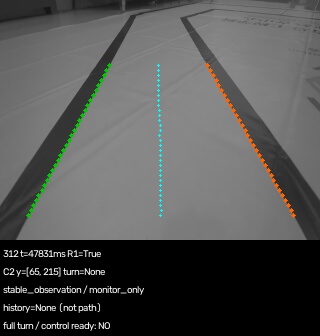 312 t=47831ms R1=True
C2 y=[65, 215] turn=None
stable_observation / monitor_only
history=None (not path)
full turn / control ready: NO